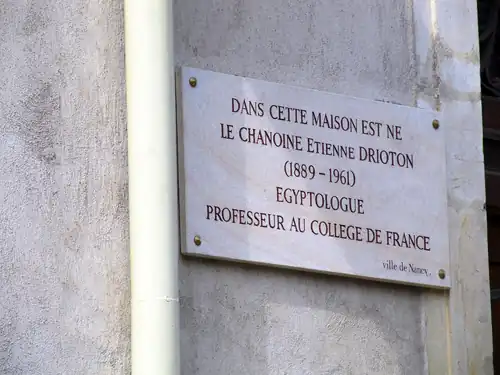 DANS CETTE MAISON EST NE
LE CHANOINE ETIENNE DRIOTON
(1889 – 1961)
EGYPTOLOGUE
PROFESSEUR AU COLLEGE DE FRANCE
ville de Nancy.